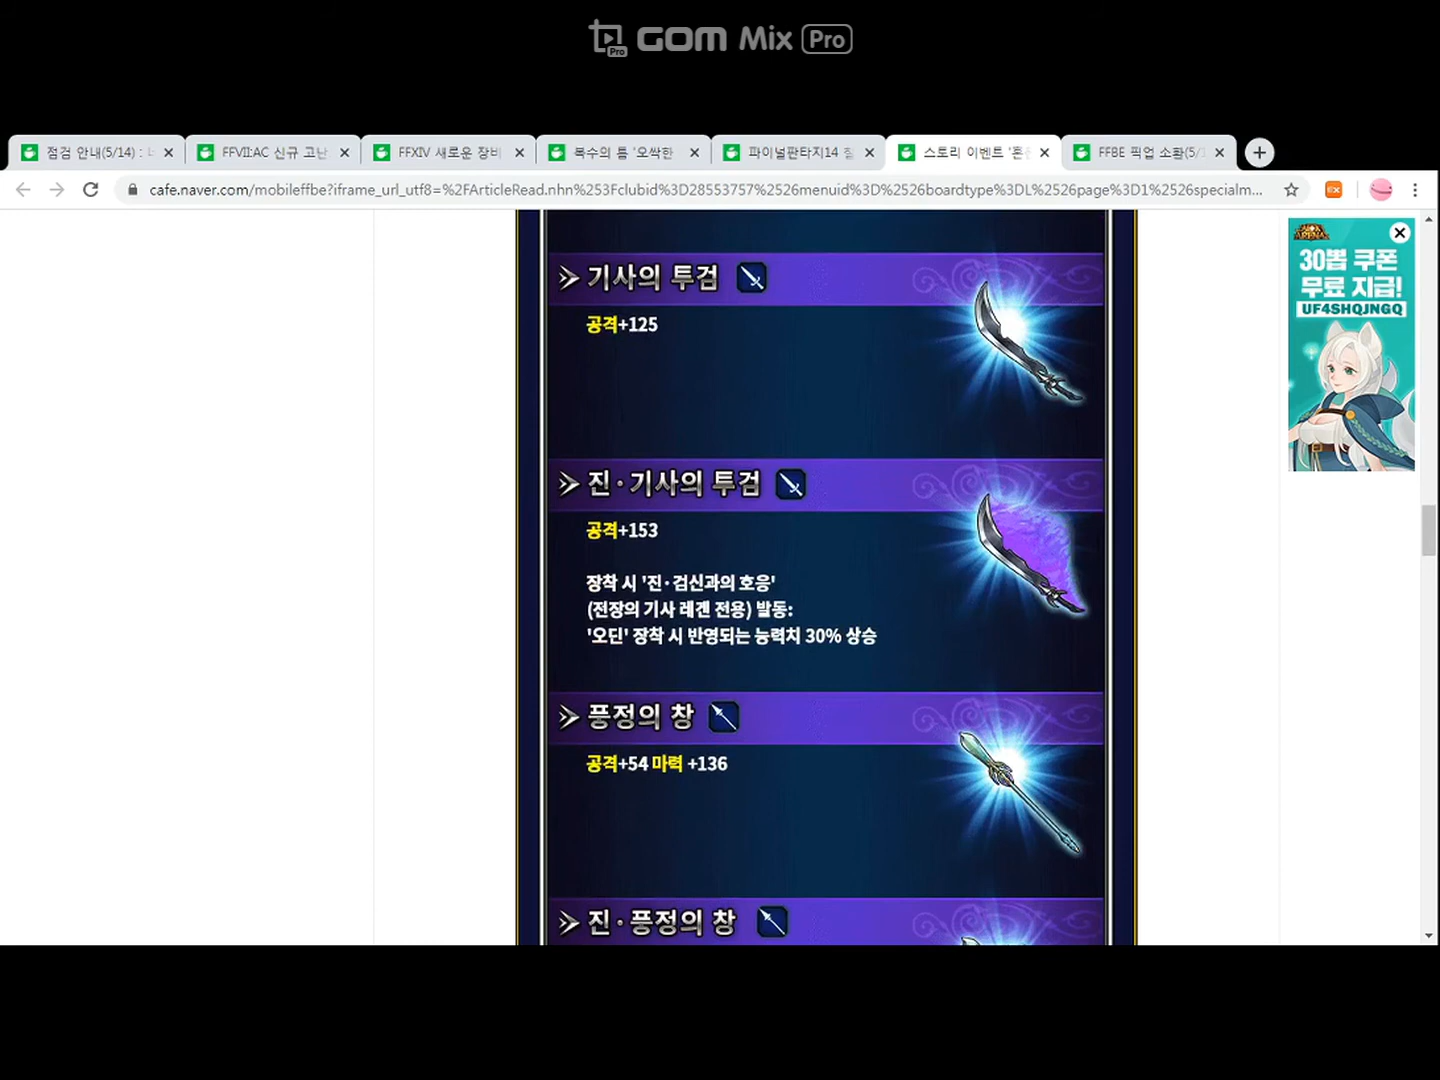 GOM Mix Pro
점검 안내(5/14) :
FFVII:AC 신규 고난
FFXIV 새로운 장비
복수의 틈 '오싹한
파이널판타지14
스토리 이벤트 '혼돈
FFBE 픽업 소환(5/
cafe.naver.com/mobileffbe?iframe_url_utf8=%2FArticleRead.nhn%253Fclubid%3D28553757%2526menuid%3D%2526boardtype%3DL%2526page%3D1%2526specialm...
기사의 투검
공격+125
진·기사의 투검
공격+153
장착 시 '진·검신과의 호응'
(전장의 기사 레겐 전용) 발동:
'오딘' 장착 시 반영되는 능력치 30% 상승
풍정의 창
공격+54 마력 +136
진·풍정의 창
AFK ARENA
30뽑 쿠폰
무료 지급!
UF4SHQJNGQ